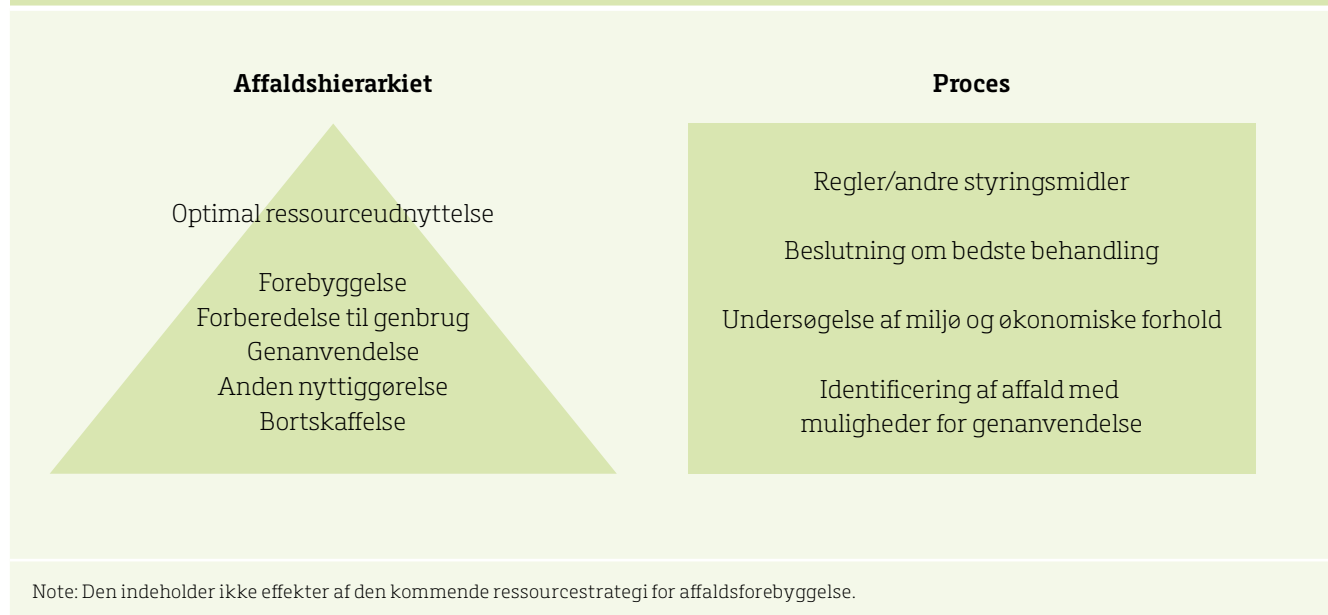 Affaldshierarkiet
Optimal ressourceudnyttelse
Forebyggelse
Forberedelse til genbrug
Genanvendelse
Anden nyttiggørelse
Bortskaffelse
Proces
Regler/andre styringsmidler
Beslutning om bedste behandling
Undersøgelse af miljø og økonomiske forhold
Identificering af affald med
muligheder for genanvendelse
Note: Den indeholder ikke effekter af den kommende ressourcestrategi for affaldsforebyggelse.